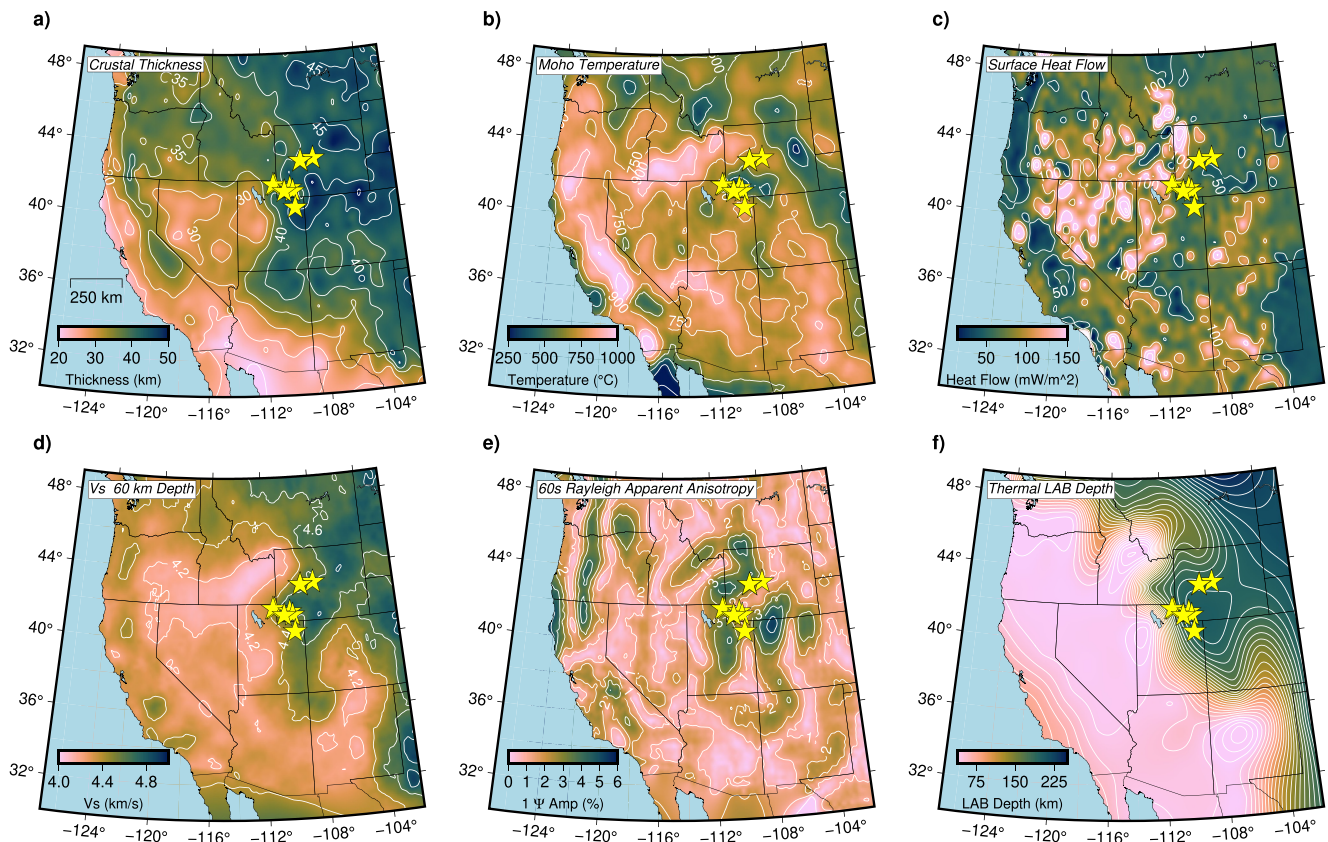 a)
b)
c)
Crustal Thickness
Moho Temperature
Surface Heat Flow
48°
44°
40°
36°
32°
48°
44°
40°
36°
32°
48°
44°
40°
36°
32°
35
45
45
35
30
30
40
40
900
750
750
900
750
100
50
100
50
100
250 km
20 30 40 50
Thickness (km)
250 500 750 1000
Temperature (°C)
50 100 150
Heat Flow (mW/m^2)
−124° −120° −116° −112° −108° −104°
−124° −120° −116° −112° −108° −104°
−124° −120° −116° −112° −108° −104°
d)
e)
f)
Vs 60 km Depth
60s Rayleigh Apparent Anisotropy
Thermal LAB Depth
48°
44°
40°
36°
32°
48°
44°
40°
36°
32°
48°
44°
40°
36°
32°
4.6
4.2
4.2
4.2
2
2
3
2
1
2
4.0 4.4 4.8
Vs (km/s)
0 1 2 3 4 5 6
1 Ψ Amp (%)
75 150 225
LAB Depth (km)
−124° −120° −116° −112° −108° −104°
−124° −120° −116° −112° −108° −104°
−124° −120° −116° −112° −108° −104°